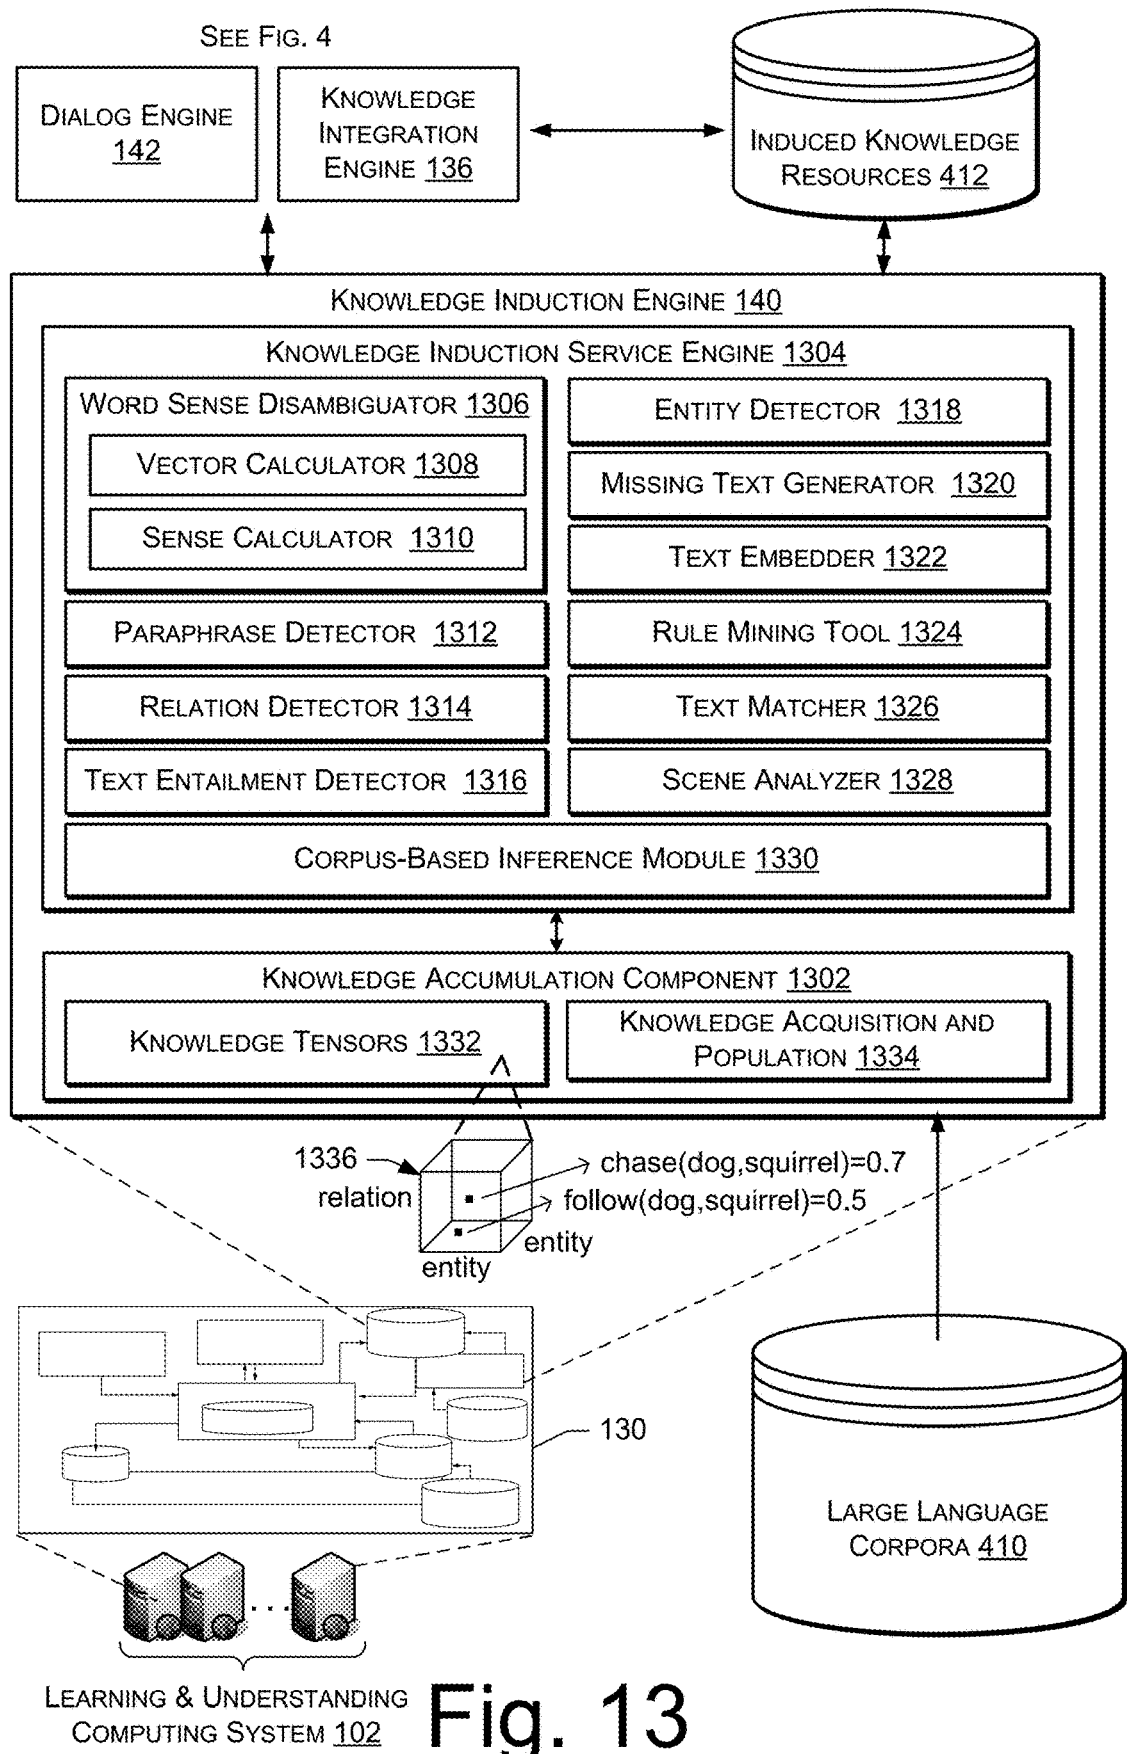 SEE FIG. 4
DIALOG ENGINE
142
KNOWLEDGE
INTEGRATION
ENGINE 136
INDUCED KNOWLEDGE
RESOURCES 412
KNOWLEDGE INDUCTION ENGINE 140
KNOWLEDGE INDUCTION SERVICE ENGINE 1304
WORD SENSE DISAMBIGUATOR 1306
VECTOR CALCULATOR 1308
SENSE CALCULATOR 1310
PARAPHRASE DETECTOR 1312
RELATION DETECTOR 1314
TEXT ENTAILMENT DETECTOR 1316
ENTITY DETECTOR 1318
MISSING TEXT GENERATOR 1320
TEXT EMBEDDER 1322
RULE MINING TOOL 1324
TEXT MATCHER 1326
SCENE ANALYZER 1328
CORPUS-BASED INFERENCE MODULE 1330
KNOWLEDGE ACCUMULATION COMPONENT 1302
KNOWLEDGE TENSORS 1332
KNOWLEDGE ACQUISITION AND
POPULATION 1334
1336
relation
chase(dog,squirrel)=0.7
follow(dog,squirrel)=0.5
entity
entity
130
LARGE LANGUAGE
CORPORA 410
LEARNING & UNDERSTANDING
COMPUTING SYSTEM 102
Fig. 13